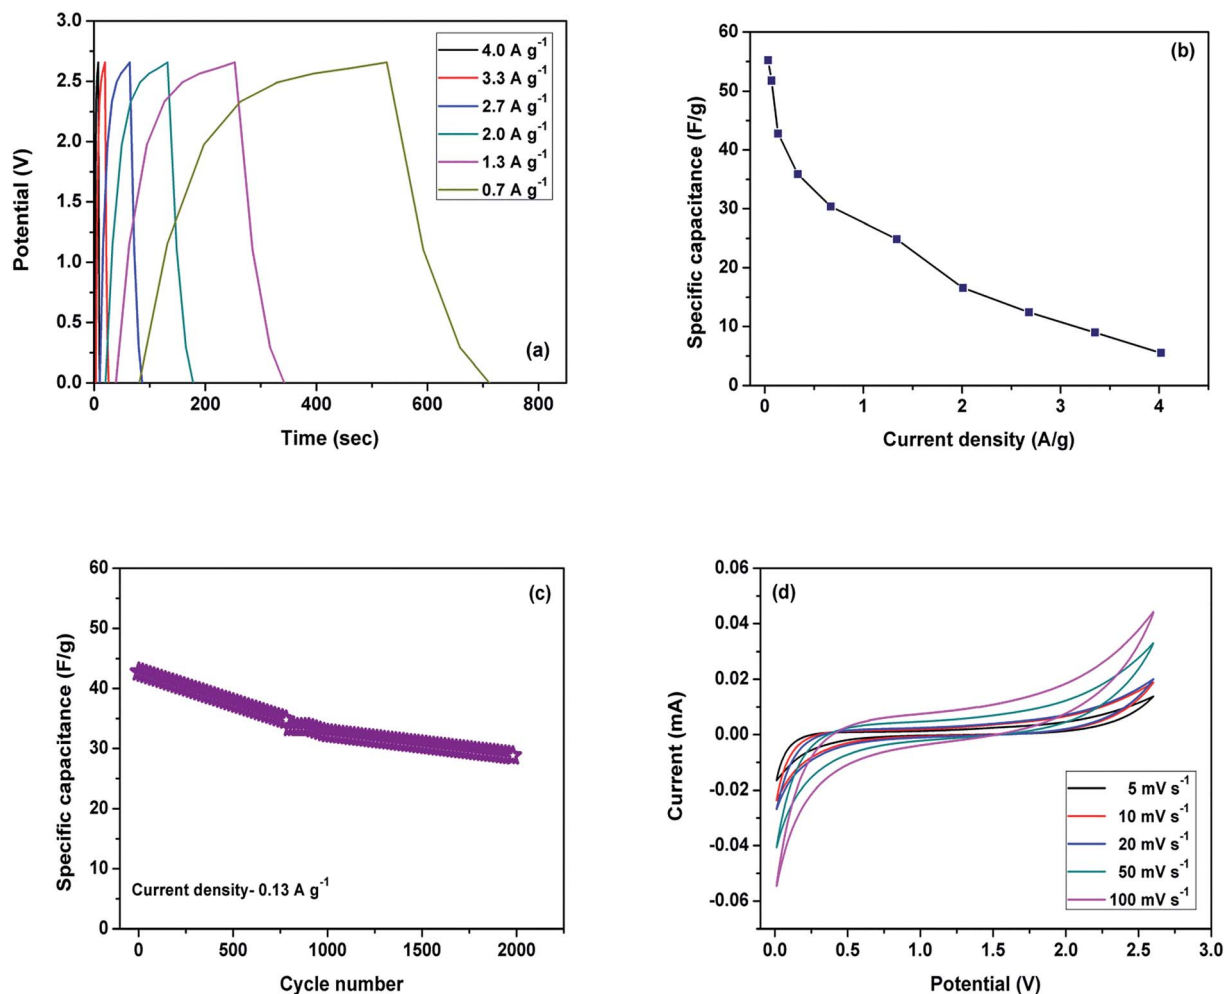 3.0
2.5
2.0
1.5
1.0
0.5
0.0
Potential (V)
4.0 A g⁻¹
3.3 A g⁻¹
2.7 A g⁻¹
2.0 A g⁻¹
1.3 A g⁻¹
0.7 A g⁻¹
(a)
0 200 400 600 800
Time (sec)
60
50
40
30
20
10
0
Specific capacitance (F/g)
(b)
0 1 2 3 4
Current density (A/g)
60
50
40
30
20
10
0
Specific capacitance (F/g)
(c)
Current density- 0.13 A g⁻¹
0 500 1000 1500 2000
Cycle number
0.06
0.04
0.02
0.00
-0.02
-0.04
-0.06
Current (mA)
(d)
5 mV s⁻¹
10 mV s⁻¹
20 mV s⁻¹
50 mV s⁻¹
100 mV s⁻¹
0.0 0.5 1.0 1.5 2.0 2.5 3.0
Potential (V)